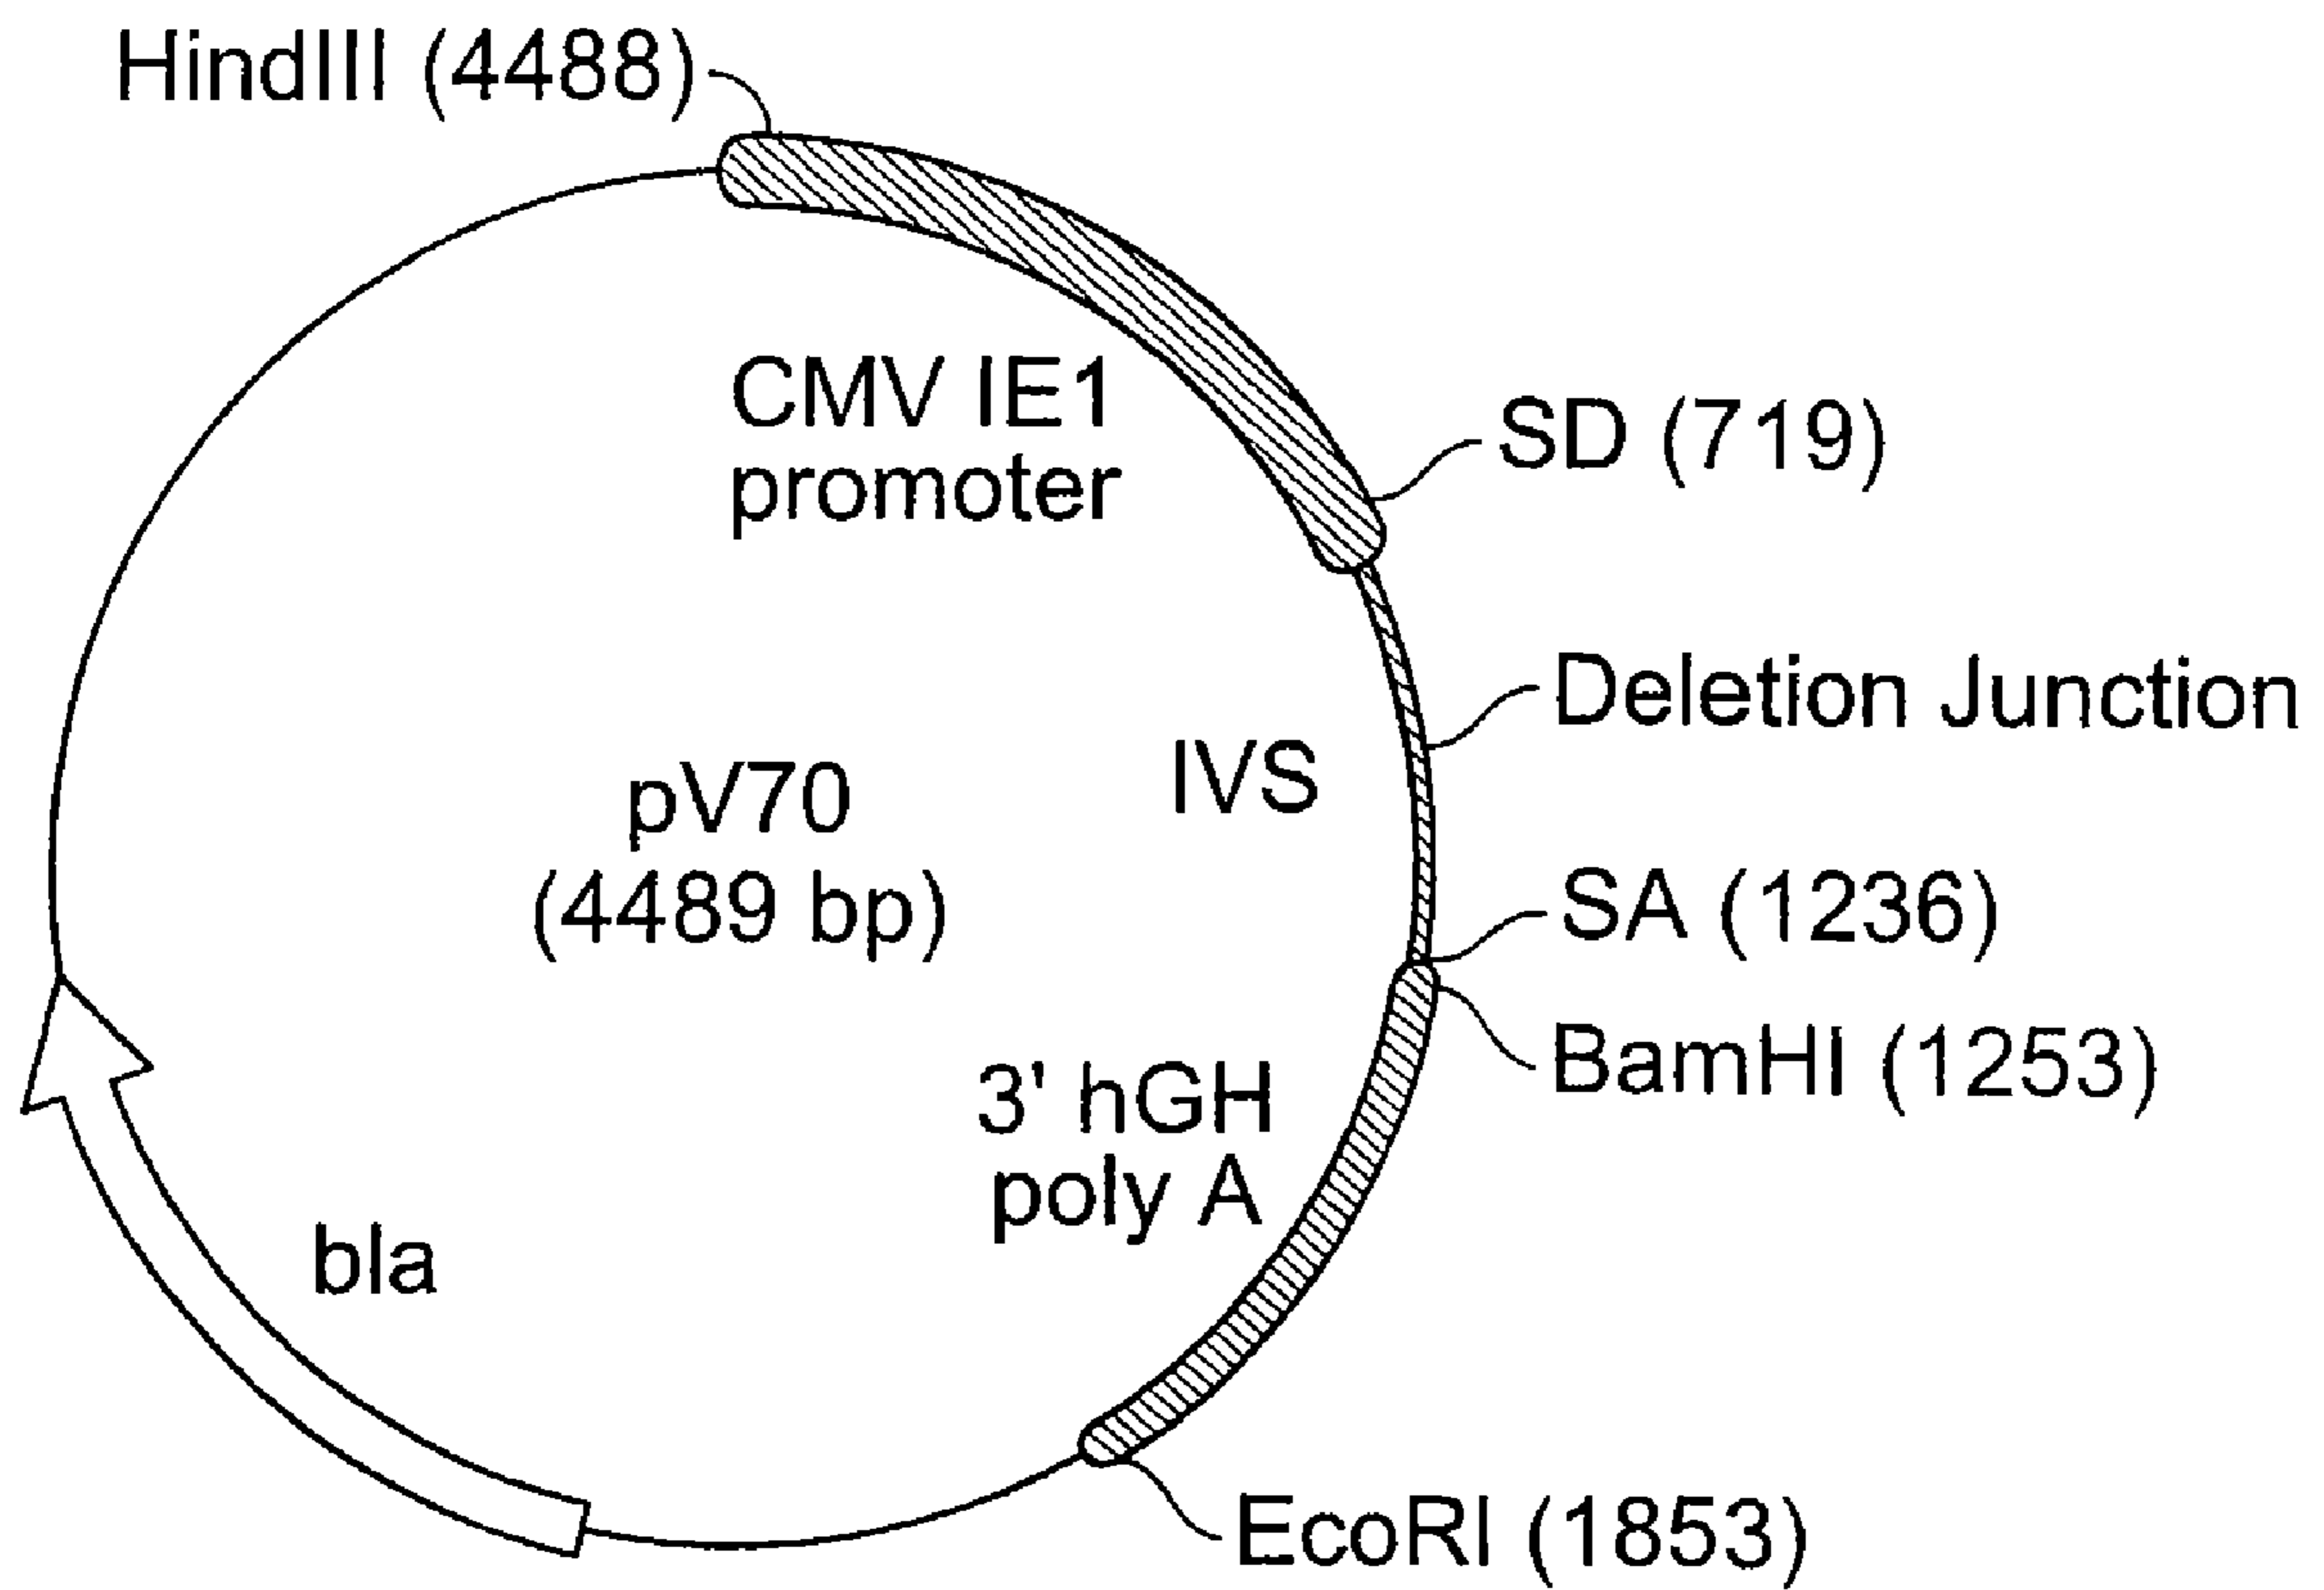 HindIII (4488)
CMV IE1
promoter
SD (719)
Deletion Junction
IVS
pV70
(4489 bp)
SA (1236)
BamHI (1253)
3' hGH
poly A
bla
EcoRI (1853)